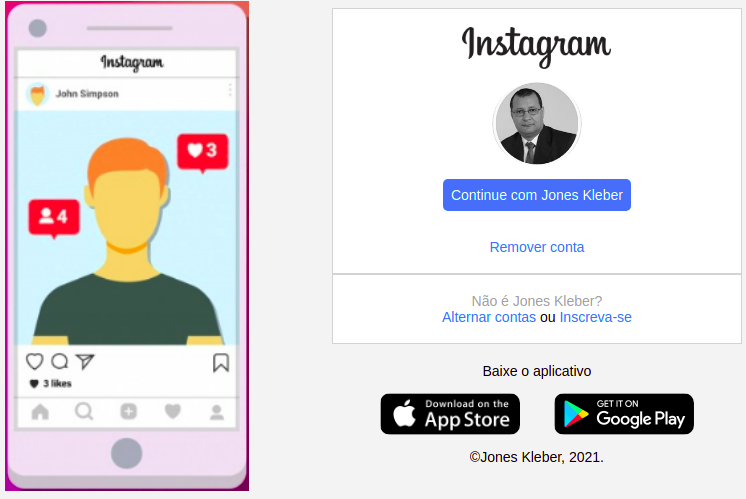 Instagram
John Simpson
3
4
3 likes
Instagram
Continue com Jones Kleber
Remover conta
Não é Jones Kleber?
Alternar contas ou Inscreva-se
Baixe o aplicativo
Download on the
App Store
GET IT ON
Google Play
©Jones Kleber, 2021.